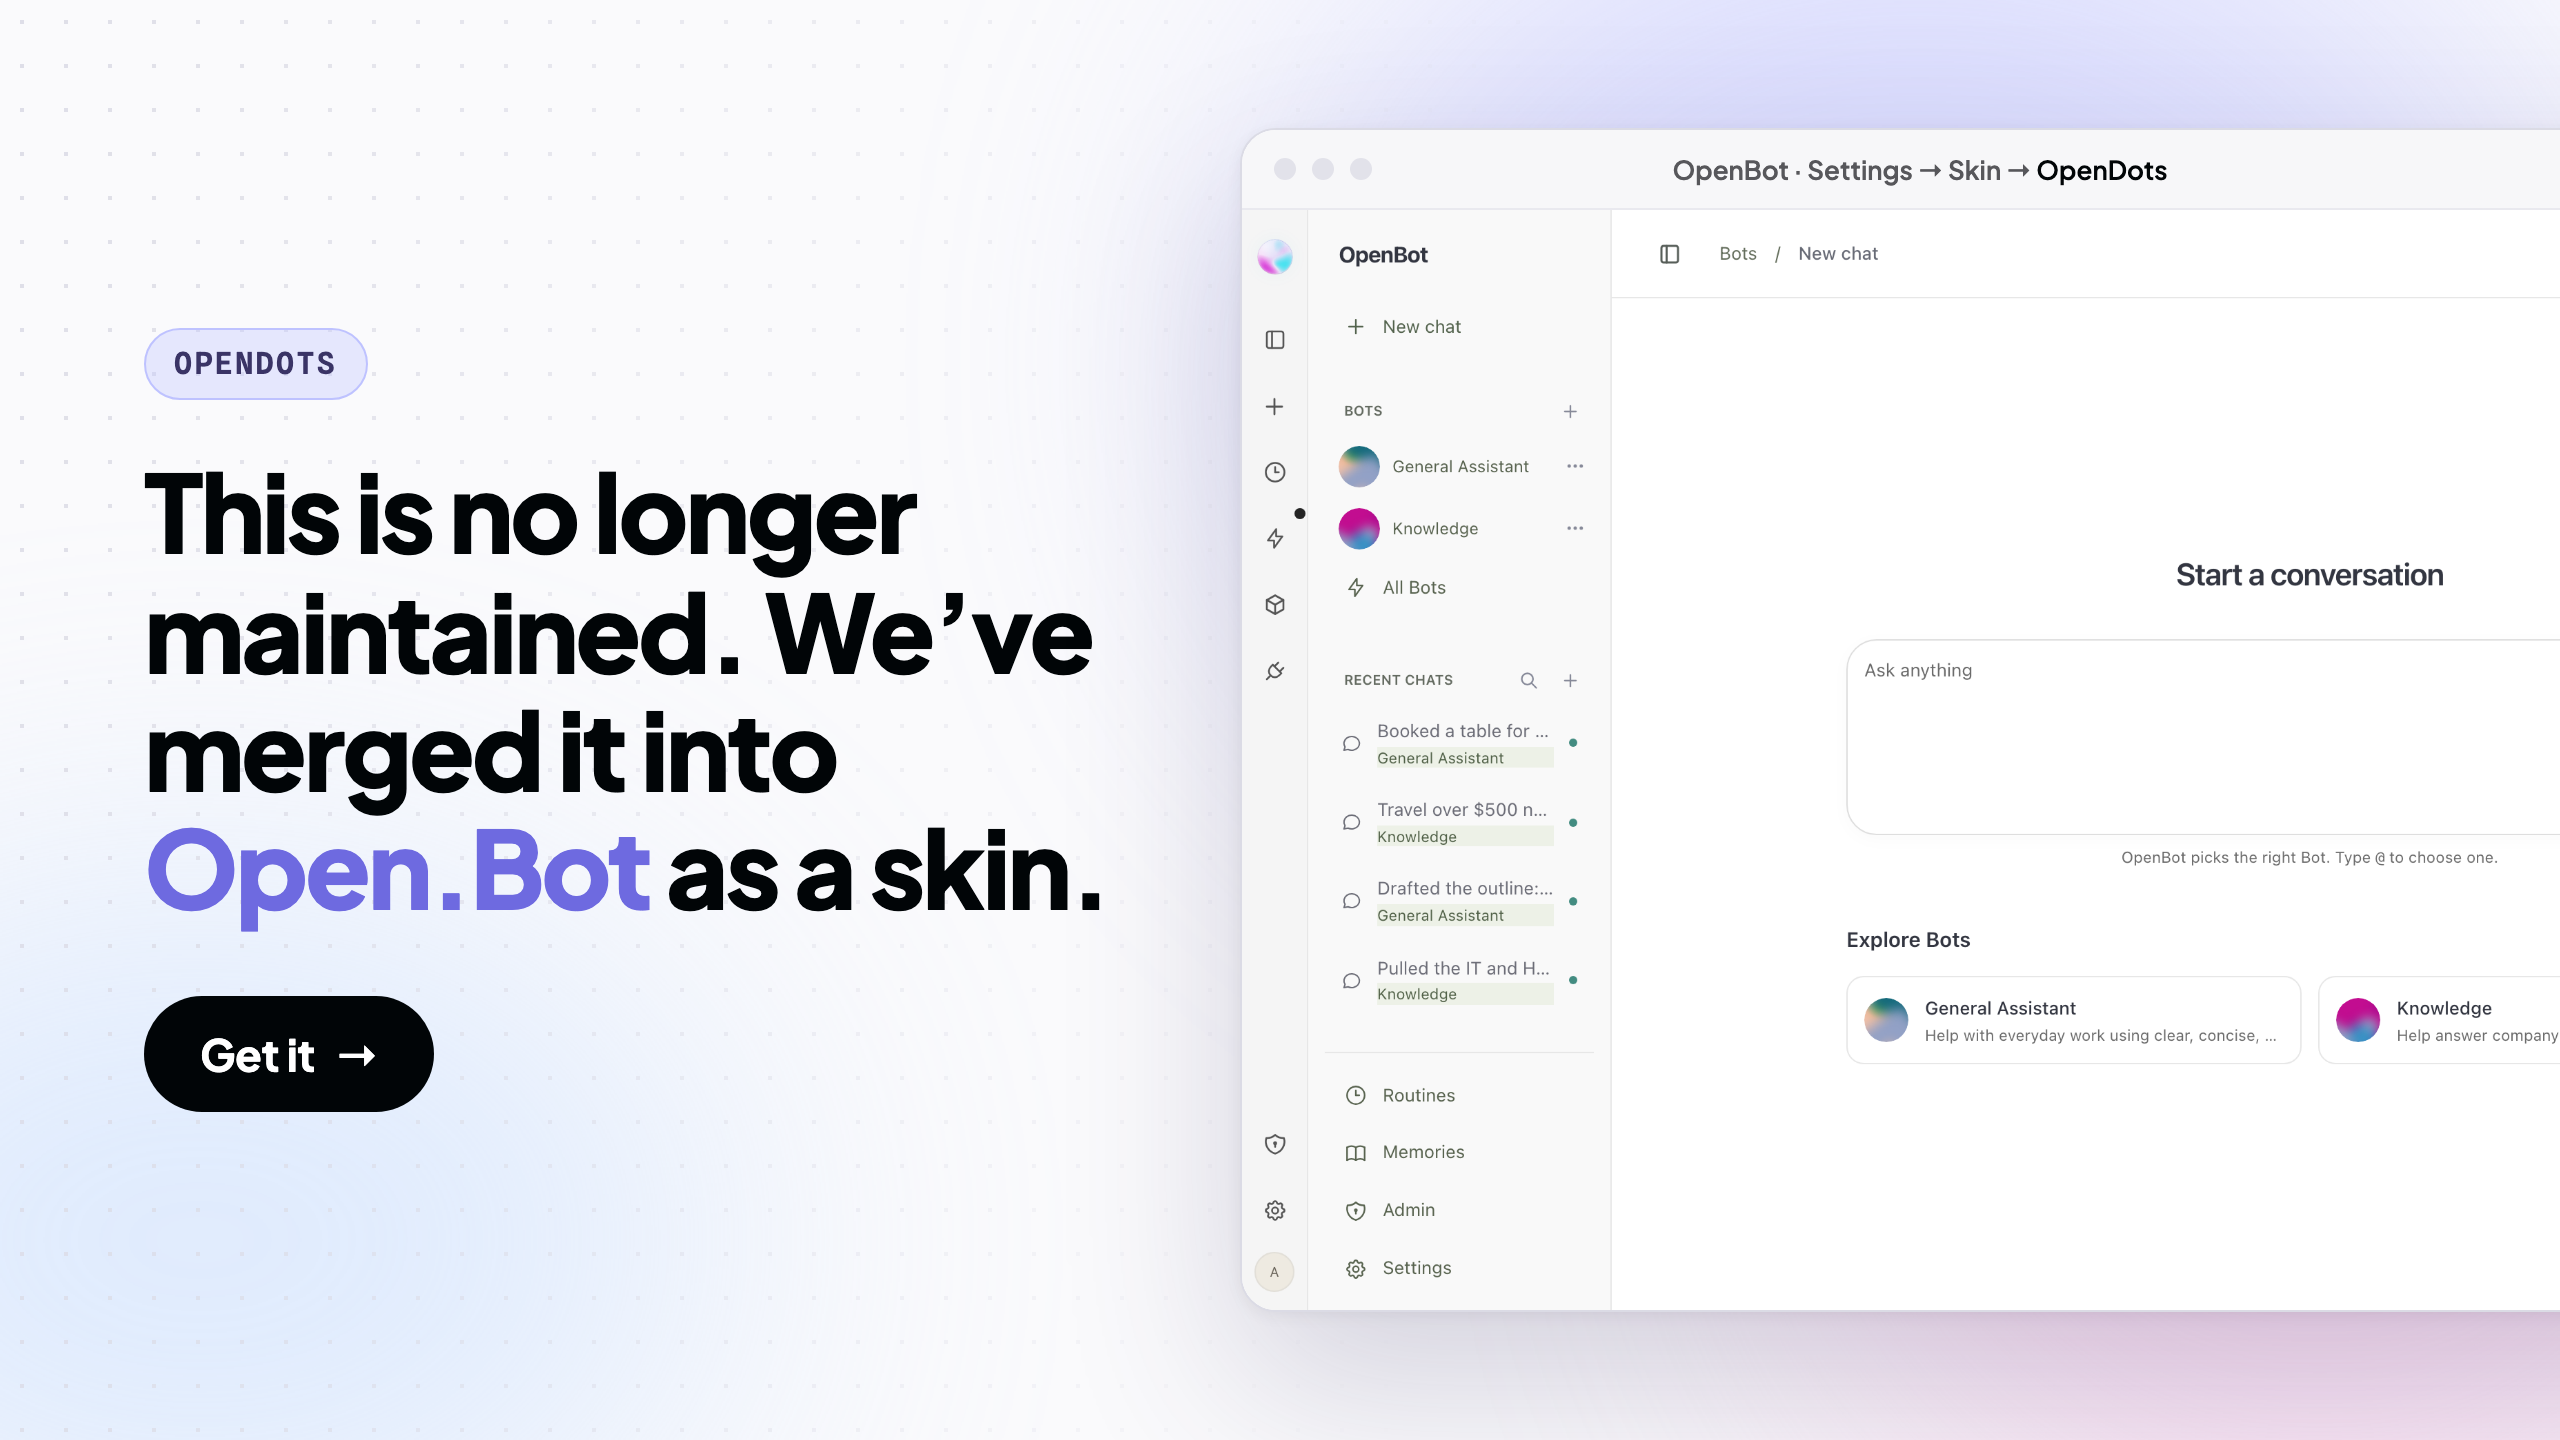 OPENDOTS
This is no longer
maintained. We’ve
merged it into
Open.Bot as a skin.
Get it →
OpenBot · Settings → Skin → OpenDots
OpenBot
New chat
BOTS
General Assistant
Knowledge
All Bots
RECENT CHATS
Booked a table for ...
General Assistant
Travel over $500 n...
Knowledge
Drafted the outline:...
General Assistant
Pulled the IT and H...
Knowledge
Routines
Memories
Admin
Settings
A
Bots / New chat
Start a conversation
Ask anything
OpenBot picks the right Bot. Type @ to choose one.
Explore Bots
General Assistant
Help with everyday work using clear, concise, ...
Knowledge
Help answer company